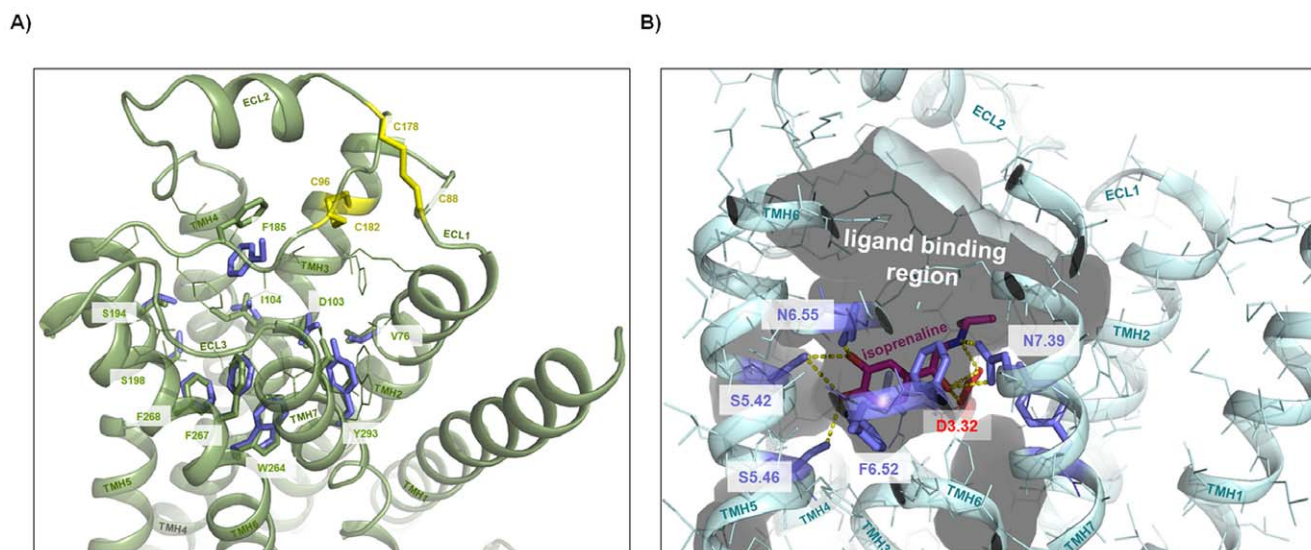 A)
B)
ECL2
C178
C96
C88
TMH4
F185
C182
ECL1
TMH3
I104
D103
S194
V76
ECL3
S198
TMH2
F268
TMH7
F267
Y293
W264
TMH5
TMH1
TMH4
TMH6
ECL2
ECL1
TMH6
ligand binding
region
N6.55
isoprenaline
N7.39
TMH2
S5.42
D3.32
S5.46
F6.52
TMH6
TMH1
TMH5
TMH4
TMH3
TMH7